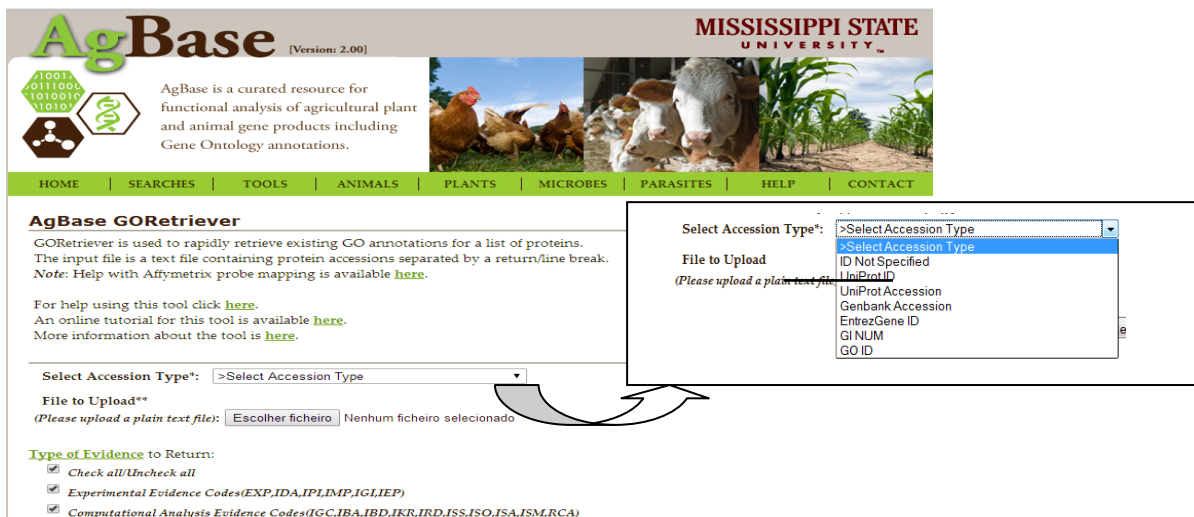 AgBase [Version: 2.00]
MISSISSIPPI STATE
UNIVERSITY™
AgBase is a curated resource for
functional analysis of agricultural plant
and animal gene products including
Gene Ontology annotations.
HOME | SEARCHES | TOOLS | ANIMALS | PLANTS | MICROBES | PARASITES | HELP | CONTACT
AgBase GORetriever
GORetriever is used to rapidly retrieve existing GO annotations for a list of proteins.
The input file is a text file containing protein accessions separated by a return/line break.
Note: Help with Affymetrix probe mapping is available here.
For help using this tool click here.
An online tutorial for this tool is available here.
More information about the tool is here.
Select Accession Type*: >Select Accession Type
File to Upload**
(Please upload a plain text file): Escolher ficheiro Nenhum ficheiro selecionado
Type of Evidence to Return:
Check all/Uncheck all
Experimental Evidence Codes(EXP,IDA,IPI,IMP,IGI,IEP)
Computational Analysis Evidence Codes(IGC,IBA,IBD,IKR,IRD,ISS,ISO,ISA,ISM,RCA)
Select Accession Type*: >Select Accession Type
>Select Accession Type
File to Upload
ID Not Specified
(Please upload a plain text file
UniProt ID
UniProt Accession
Genbank Accession
EntrezGene ID
GI NUM
GO ID